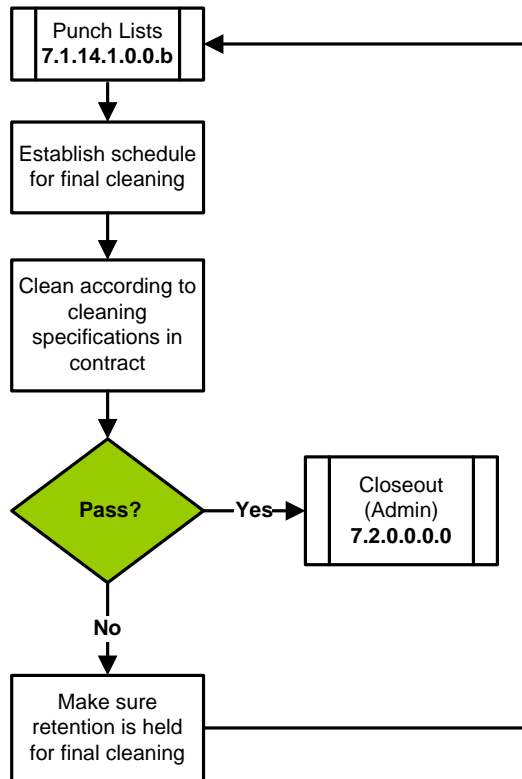 Punch Lists
7.1.14.1.0.0.b
Establish schedule
for final cleaning
Clean according to
cleaning
specifications in
contract
Pass?
Yes
Closeout
(Admin)
7.2.0.0.0.0
No
Make sure
retention is held
for final cleaning